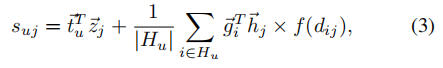 $s_{uj} = \vec{t}_u^T \vec{z}_j + \frac{1}{|H_u|} \sum_{i \in H_u} \vec{g}_i^T \vec{h}_j \times f(d_{ij}),$ (3)